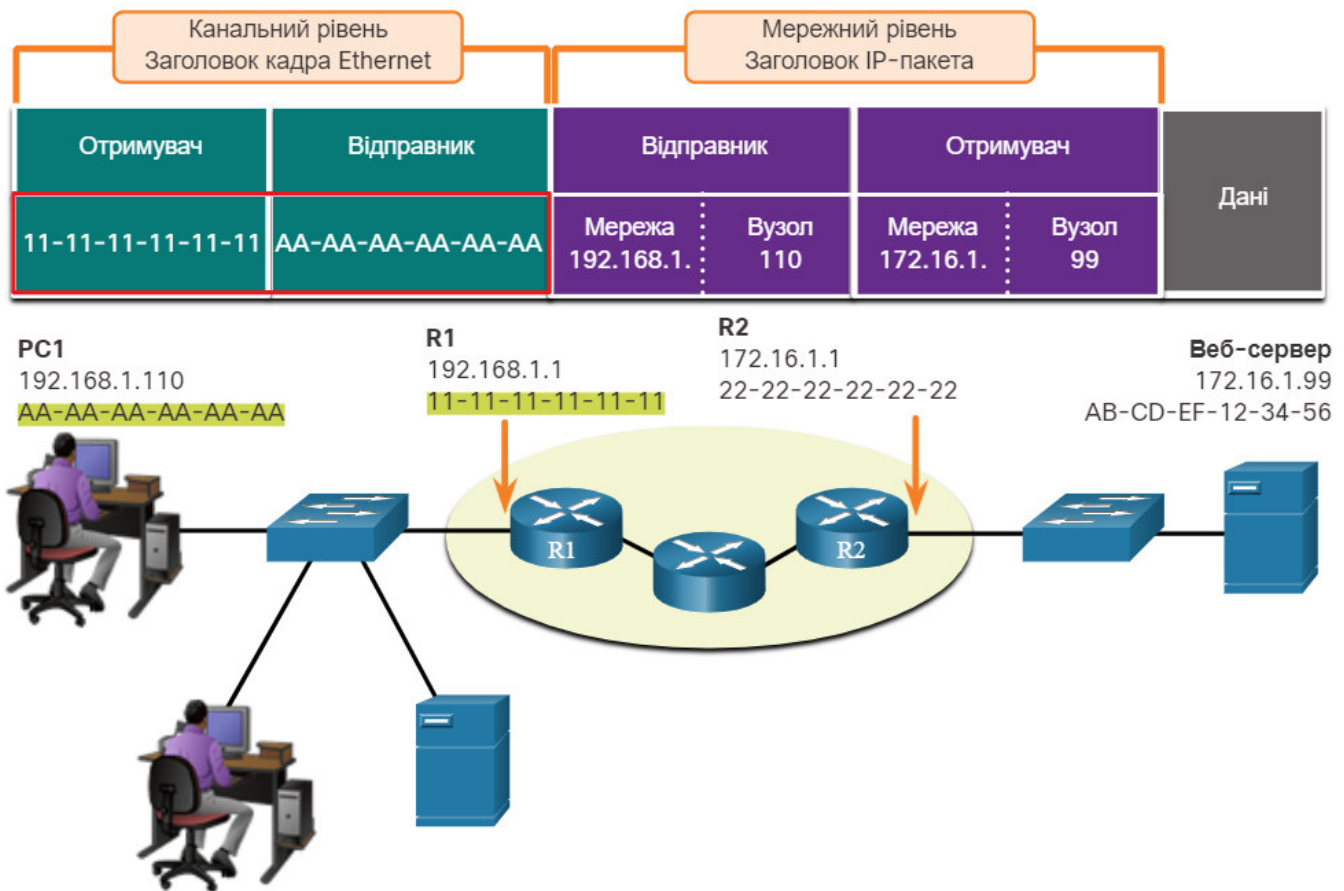 Канальний рівень
Заголовок кадра Ethernet
Мережний рівень
Заголовок IP-пакета
Отримувач
Відправник
Відправник
Отримувач
Дані
11-11-11-11-11-11
AA-AA-AA-AA-AA-AA
Мережа
192.168.1.
Вузол
110
Мережа
172.16.1.
Вузол
99
PC1
192.168.1.110
AA-AA-AA-AA-AA-AA
R1
192.168.1.1
11-11-11-11-11-11
R2
172.16.1.1
22-22-22-22-22-22
Веб-сервер
172.16.1.99
AB-CD-EF-12-34-56
R1
R2